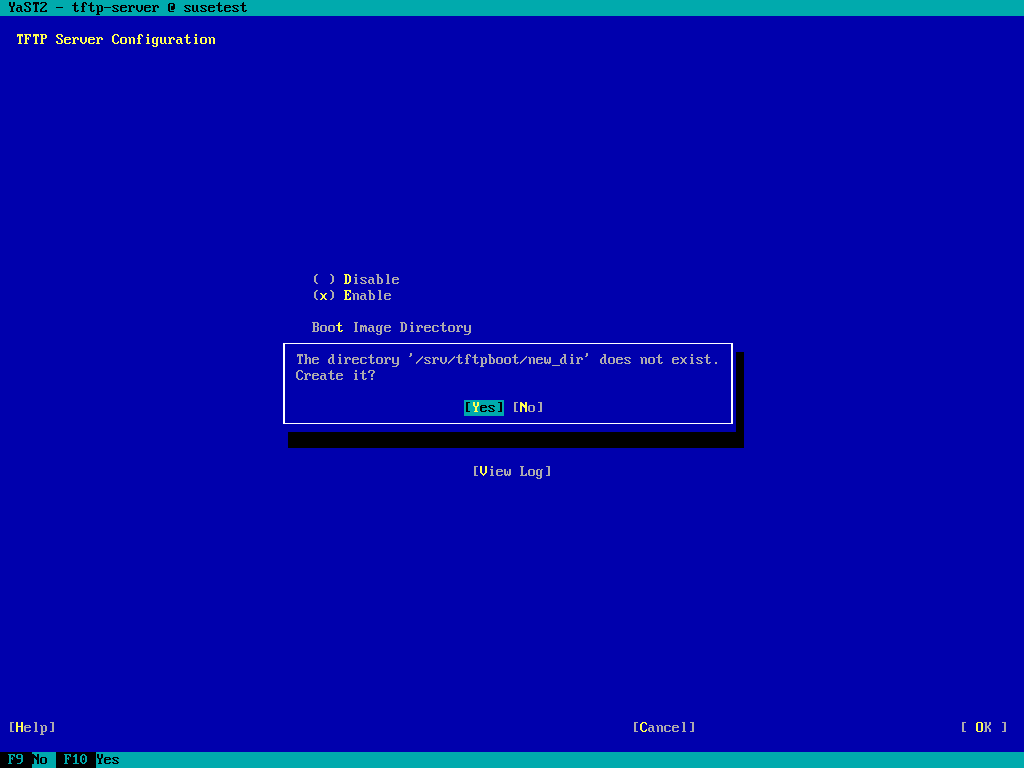 YaST2 - tftp-server @ susetest
TFTP Server Configuration
( ) Disable
(x) Enable
Boot Image Directory
The directory '/srv/tftpboot/new_dir' does not exist.
Create it?
[Yes] [No]
[View Log]
[Help] [Cancel] [ OK ]
F9 No F10 Yes